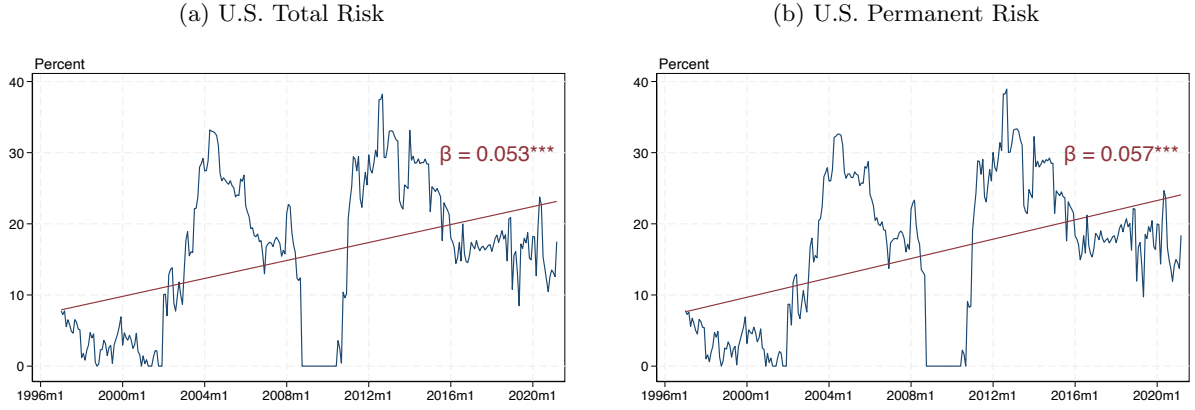 (a) U.S. Total Risk
Percent
40
30
20
10
0
β = 0.053***
1996m1 2000m1 2004m1 2008m1 2012m1 2016m1 2020m1
(b) U.S. Permanent Risk
Percent
40
30
20
10
0
β = 0.057***
1996m1 2000m1 2004m1 2008m1 2012m1 2016m1 2020m1